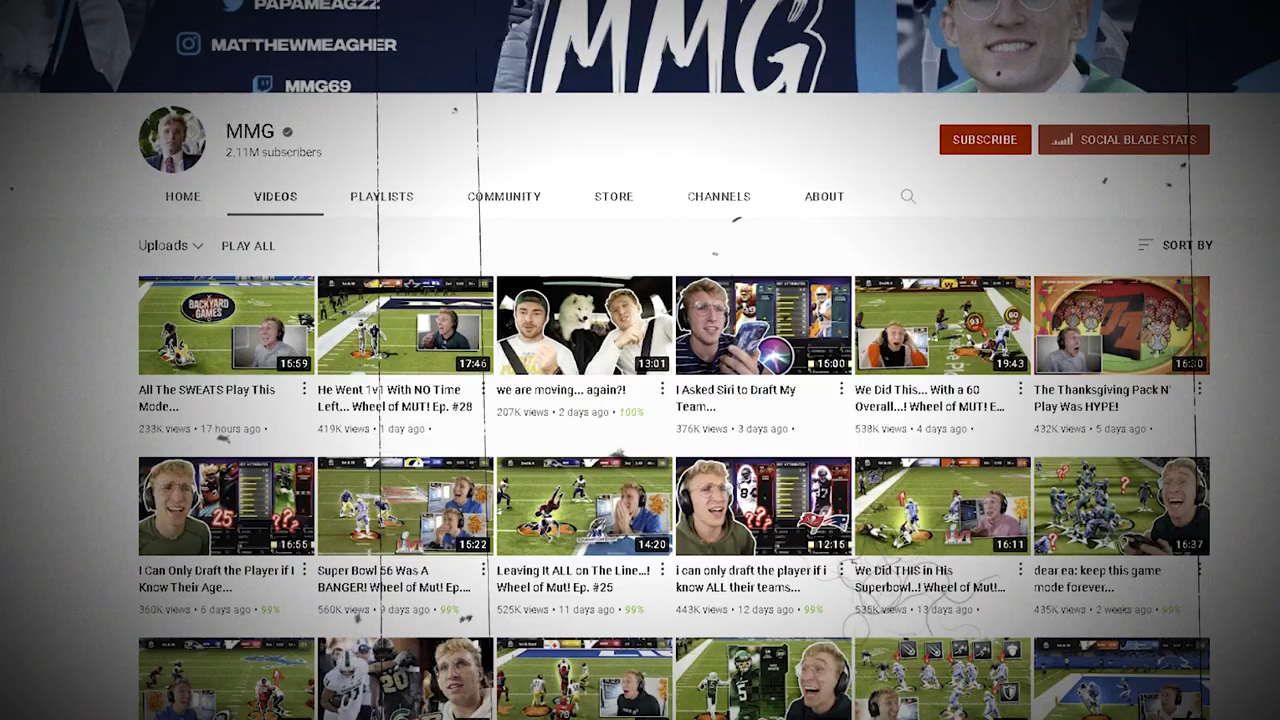 PAPAMEAGZZ
MATTHEWMEAGHER
MMG69
MMG
MMG
2.11M subscribers
SUBSCRIBE
SOCIAL BLADE STATS
HOME
VIDEOS
PLAYLISTS
COMMUNITY
STORE
CHANNELS
ABOUT
Uploads
PLAY ALL
SORT BY
BACKYARD
GAMES
15:59
17:46
13:01
15:00
93
60
19:43
16:30
All The SWEATS Play This
Mode...
233K views • 17 hours ago •
He Went 1v1 With NO Time
Left... Wheel of MUT! Ep. #28
419K views • 1 day ago •
we are moving... again?!
207K views • 2 days ago • 100%
I Asked Siri to Draft My
Team...
376K views • 3 days ago •
We Did This... With a 60
Overall...! Wheel of MUT! E...
538K views • 4 days ago •
The Thanksgiving Pack N'
Play Was HYPE!
432K views • 5 days ago •
25
??
16:56
15:22
14:20
??
12:15
16:11
?
?
?
16:37
I Can Only Draft the Player if I
Know Their Age...
360K views • 6 days ago • 99%
Super Bowl 56 Was A
BANGER! Wheel of Mut! Ep....
560K views • 9 days ago • 99%
Leaving It ALL on The Line...!
Wheel of Mut! Ep. #25
525K views • 11 days ago • 99%
i can only draft the player if i
know ALL their teams...
443K views • 12 days ago • 99%
We Did THIS in His
Superbowl..! Wheel of Mut!...
535K views • 13 days ago •
dear ea: keep this game
mode forever...
435K views • 2 weeks ago • 99%
20
5